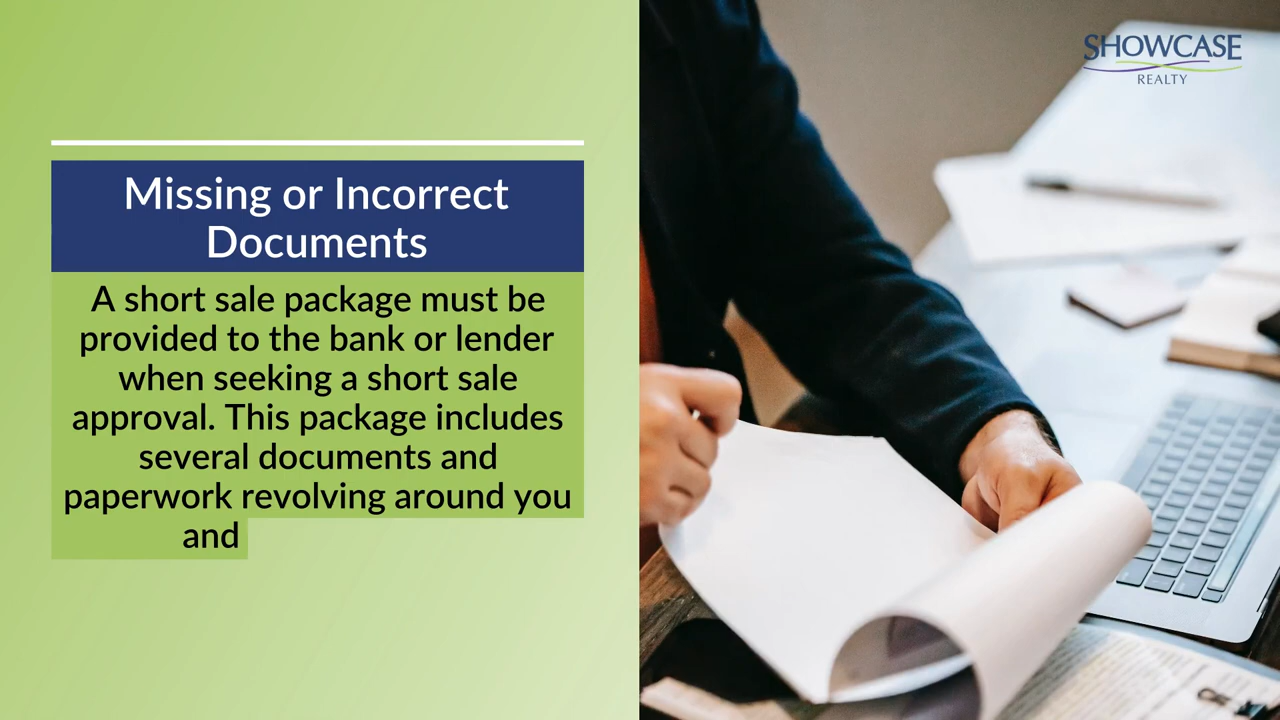 SHOWCASE
REALTY
Missing or Incorrect
Documents
A short sale package must be
provided to the bank or lender
when seeking a short sale
approval. This package includes
several documents and
paperwork revolving around you
and